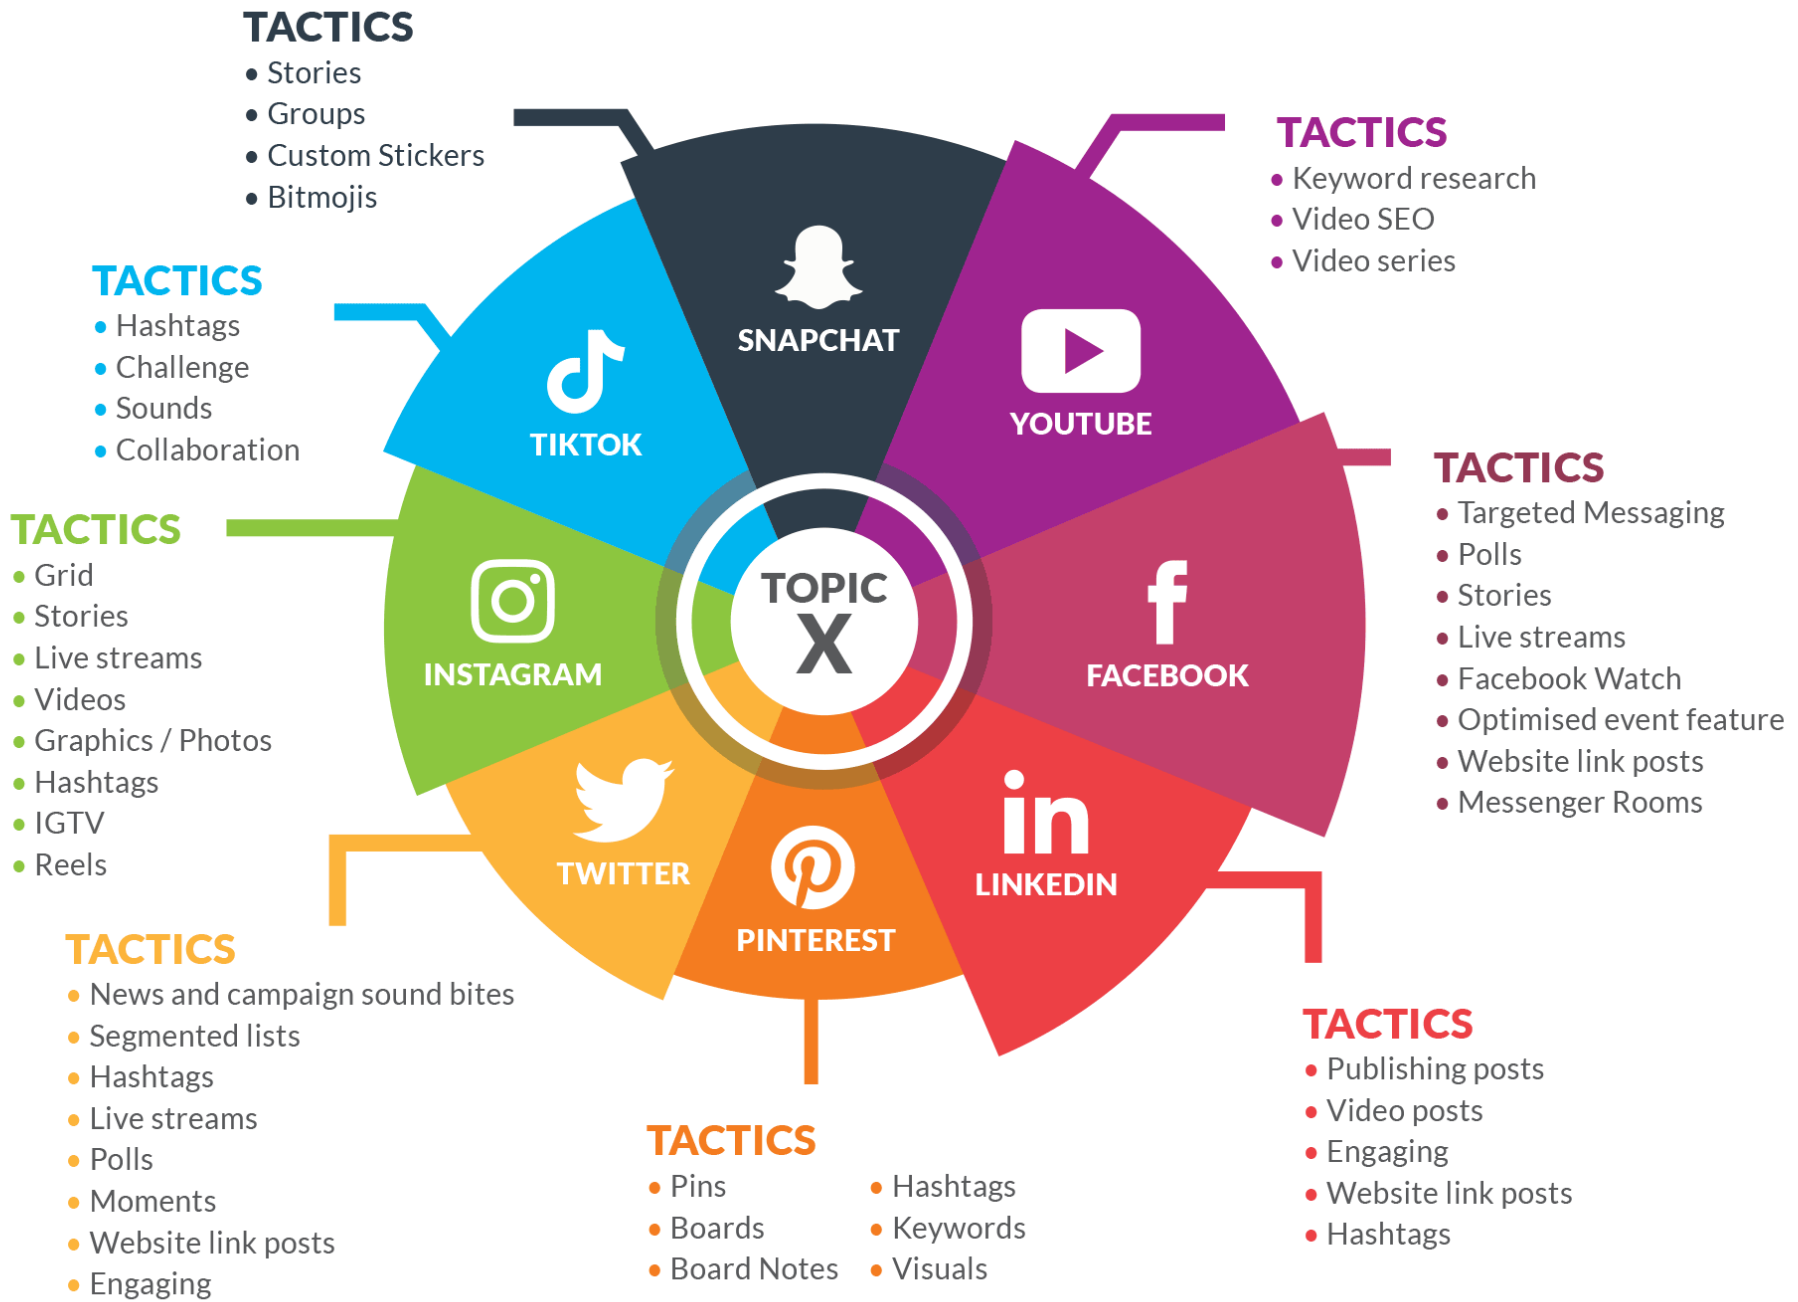 TACTICS
• Stories
• Groups
• Custom Stickers
• Bitmojis
TACTICS
• Keyword research
• Video SEO
• Video series
TACTICS
• Hashtags
• Challenge
• Sounds
• Collaboration
SNAPCHAT
YOUTUBE
TIKTOK
TACTICS
• Targeted Messaging
• Polls
• Stories
• Live streams
• Facebook Watch
• Optimised event feature
• Website link posts
• Messenger Rooms
TACTICS
• Grid
• Stories
• Live streams
• Videos
• Graphics / Photos
• Hashtags
• IGTV
• Reels
TOPIC
X
INSTAGRAM
f
FACEBOOK
in
LINKEDIN
TWITTER
PINTEREST
TACTICS
• News and campaign sound bites
• Segmented lists
• Hashtags
• Live streams
• Polls
• Moments
• Website link posts
• Engaging
TACTICS
• Pins
• Boards
• Board Notes
• Hashtags
• Keywords
• Visuals
TACTICS
• Publishing posts
• Video posts
• Engaging
• Website link posts
• Hashtags